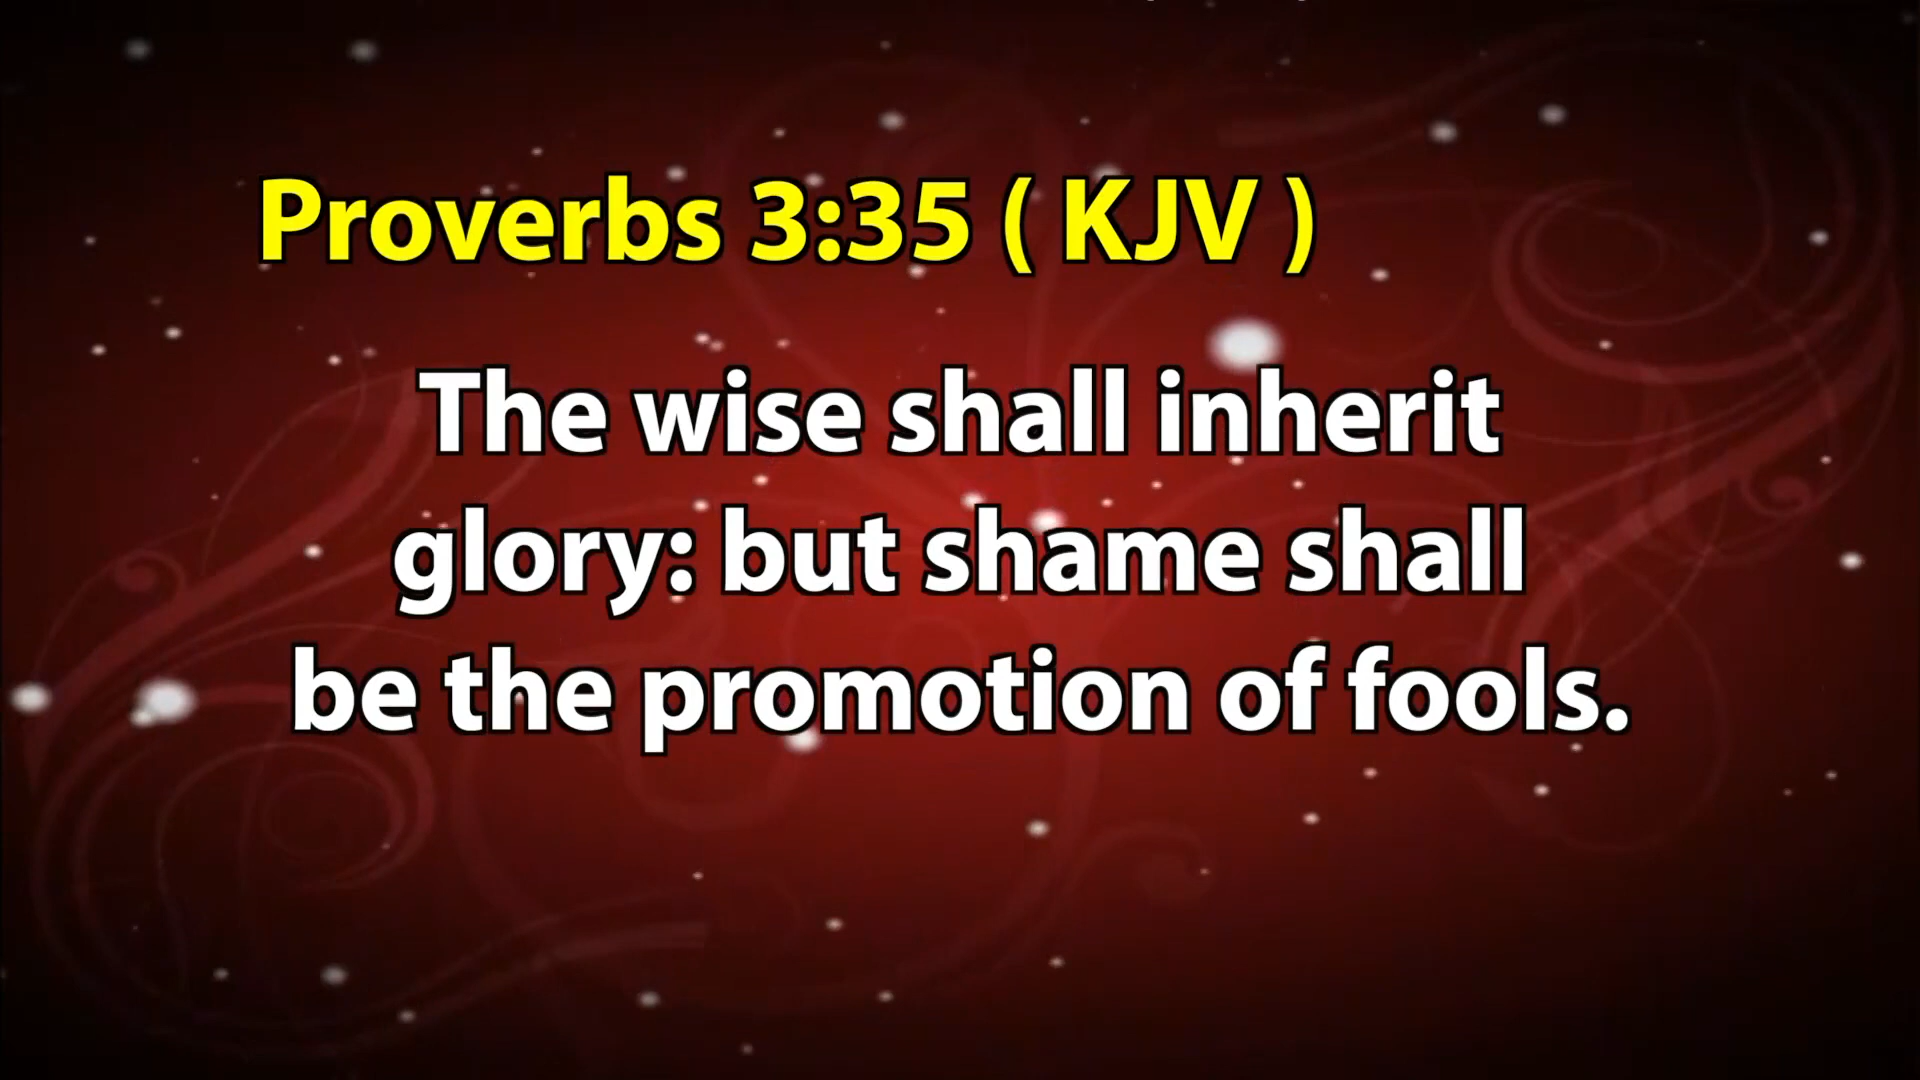 Proverbs 3:35 ( KJV )
The wise shall inherit
glory: but shame shall
be the promotion of fools.